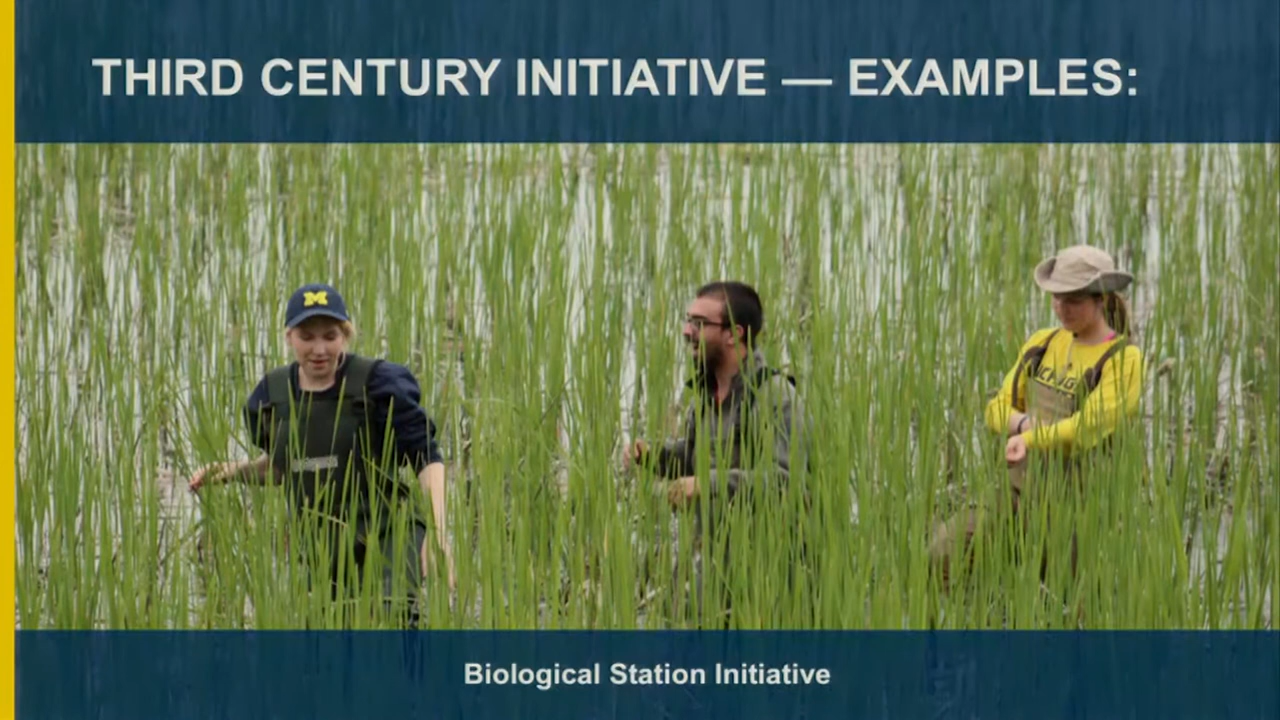 THIRD CENTURY INITIATIVE — EXAMPLES:
M
Biological Station Initiative